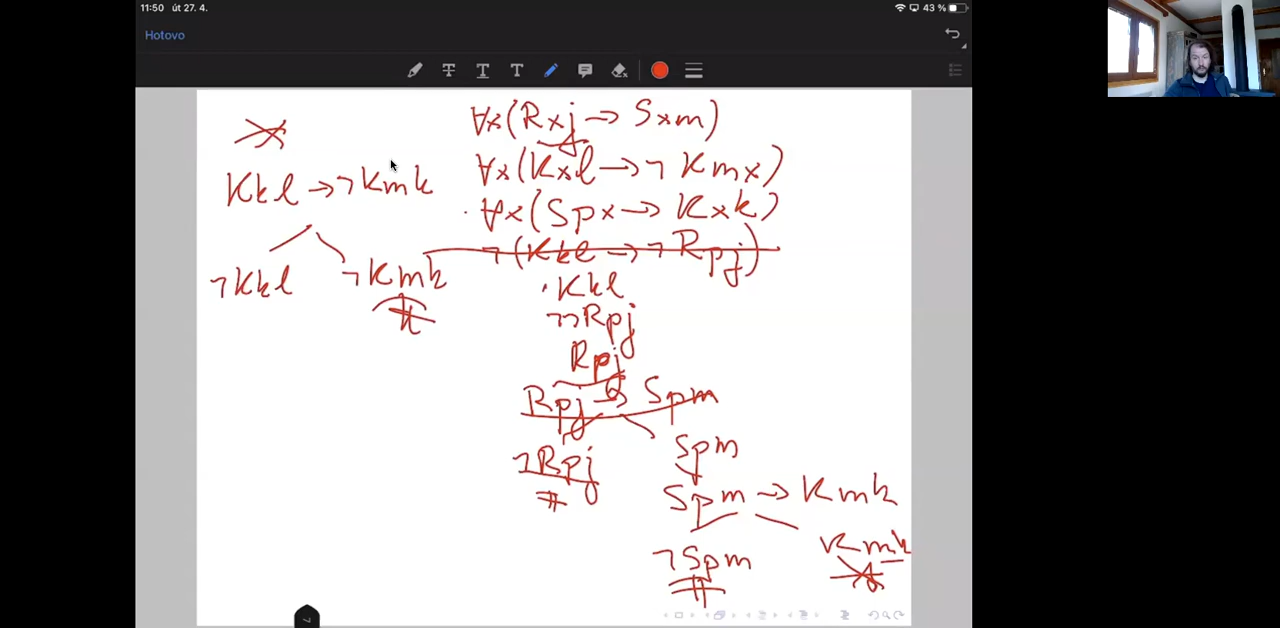 11:50 út 27. 4.
43 %
Hotovo
T T T
∀x(Rxj → Sxm)
∀x(Kxl → ¬Kmx)
∀x(Spx → Kxk)
¬(Kkl → ¬Rpj)
Kkl
¬¬Rpj
Rpj
Rpj → Spm
¬Rpj
Spm
Spm → Kmk
¬Spm
Kmk
Kkl → ¬Kmk
¬Kkl
¬Kmk